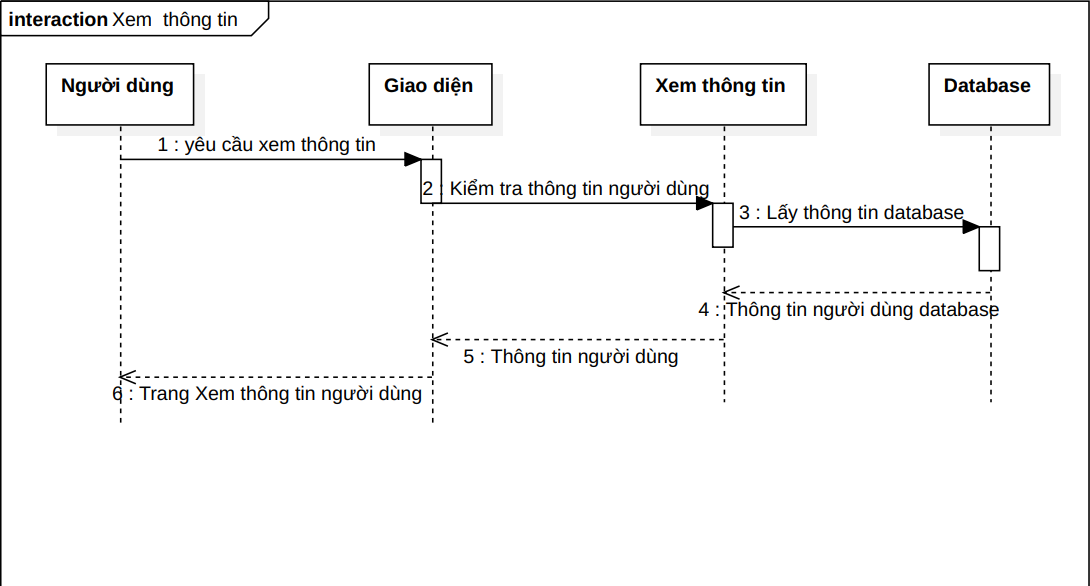 interaction Xem thông tin
Người dùng
Giao diện
Xem thông tin
Database
1 : yêu cầu xem thông tin
2 : Kiểm tra thông tin người dùng
3 : Lấy thông tin database
4 : Thông tin người dùng database
5 : Thông tin người dùng
6 : Trang Xem thông tin người dùng